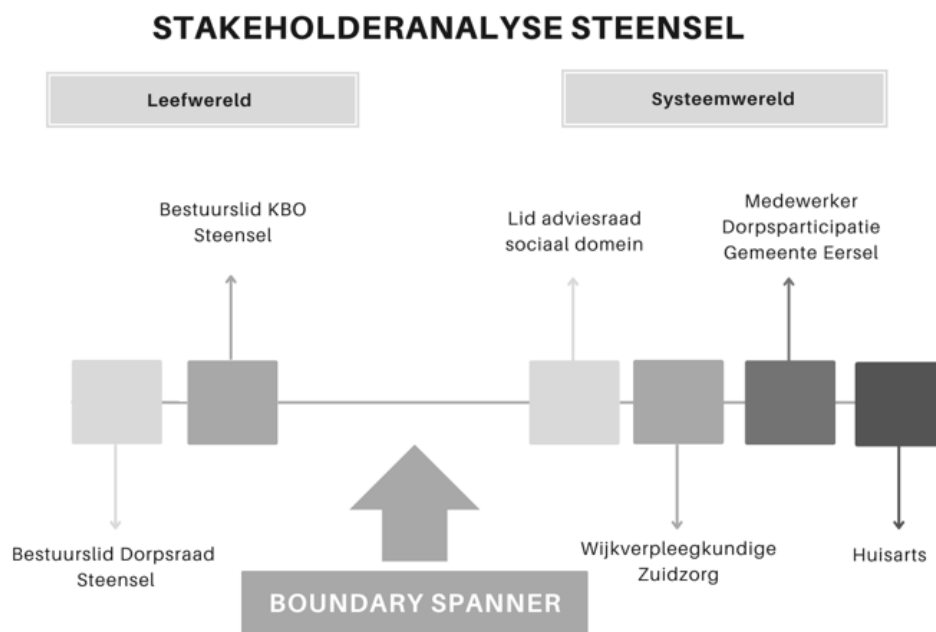 STAKEHOLDERANALYSE STEENSEL
Leefwereld
Systeemwereld
Bestuurslid KBO
Steensel
Lid adviesraad
sociaal domein
Medewerker
Dorpsparticipatie
Gemeente Eersel
Bestuurslid Dorpsraad
Steensel
Wijkverpleegkundige
Zuidzorg
Huisarts
BOUNDARY SPANNER